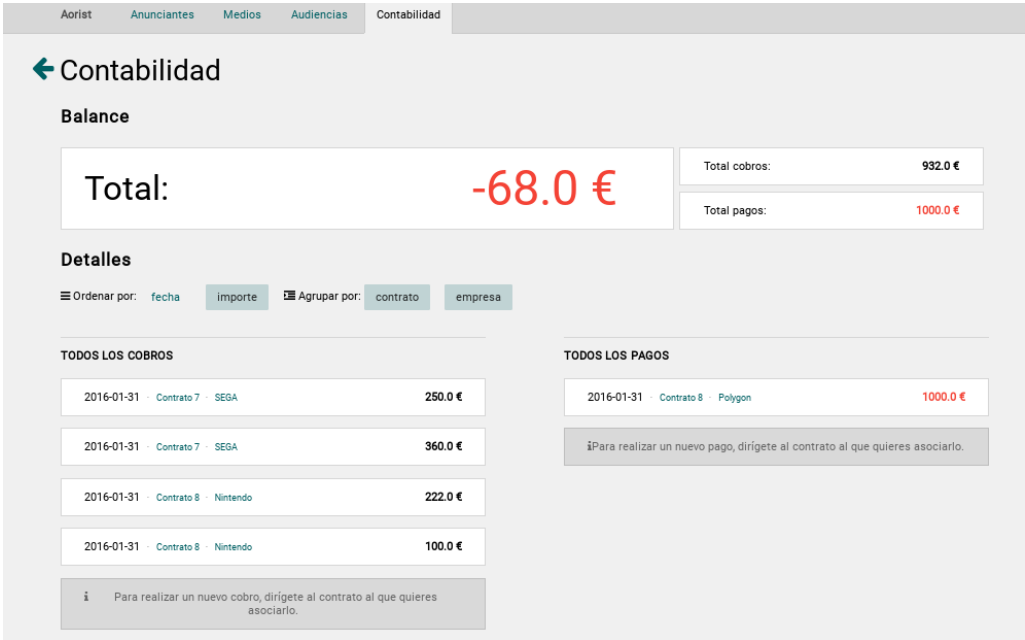 Aorist Anunciantes Medios Audiencias Contabilidad
Contabilidad
Balance
Total: -68.0 €
Total cobros: 932.0 €
Total pagos: 1000.0 €
Detalles
Ordenar por: fecha importe Agrupar por: contrato empresa
TODOS LOS COBROS
2016-01-31 · Contrato 7 · SEGA 250.0 €
2016-01-31 · Contrato 7 · SEGA 360.0 €
2016-01-31 · Contrato 8 · Nintendo 222.0 €
2016-01-31 · Contrato 8 · Nintendo 100.0 €
Para realizar un nuevo cobro, dirígete al contrato al que quieres
asociarlo.
TODOS LOS PAGOS
2016-01-31 · Contrato 8 · Polygon 1000.0 €
Para realizar un nuevo pago, dirígete al contrato al que quieres asociarlo.